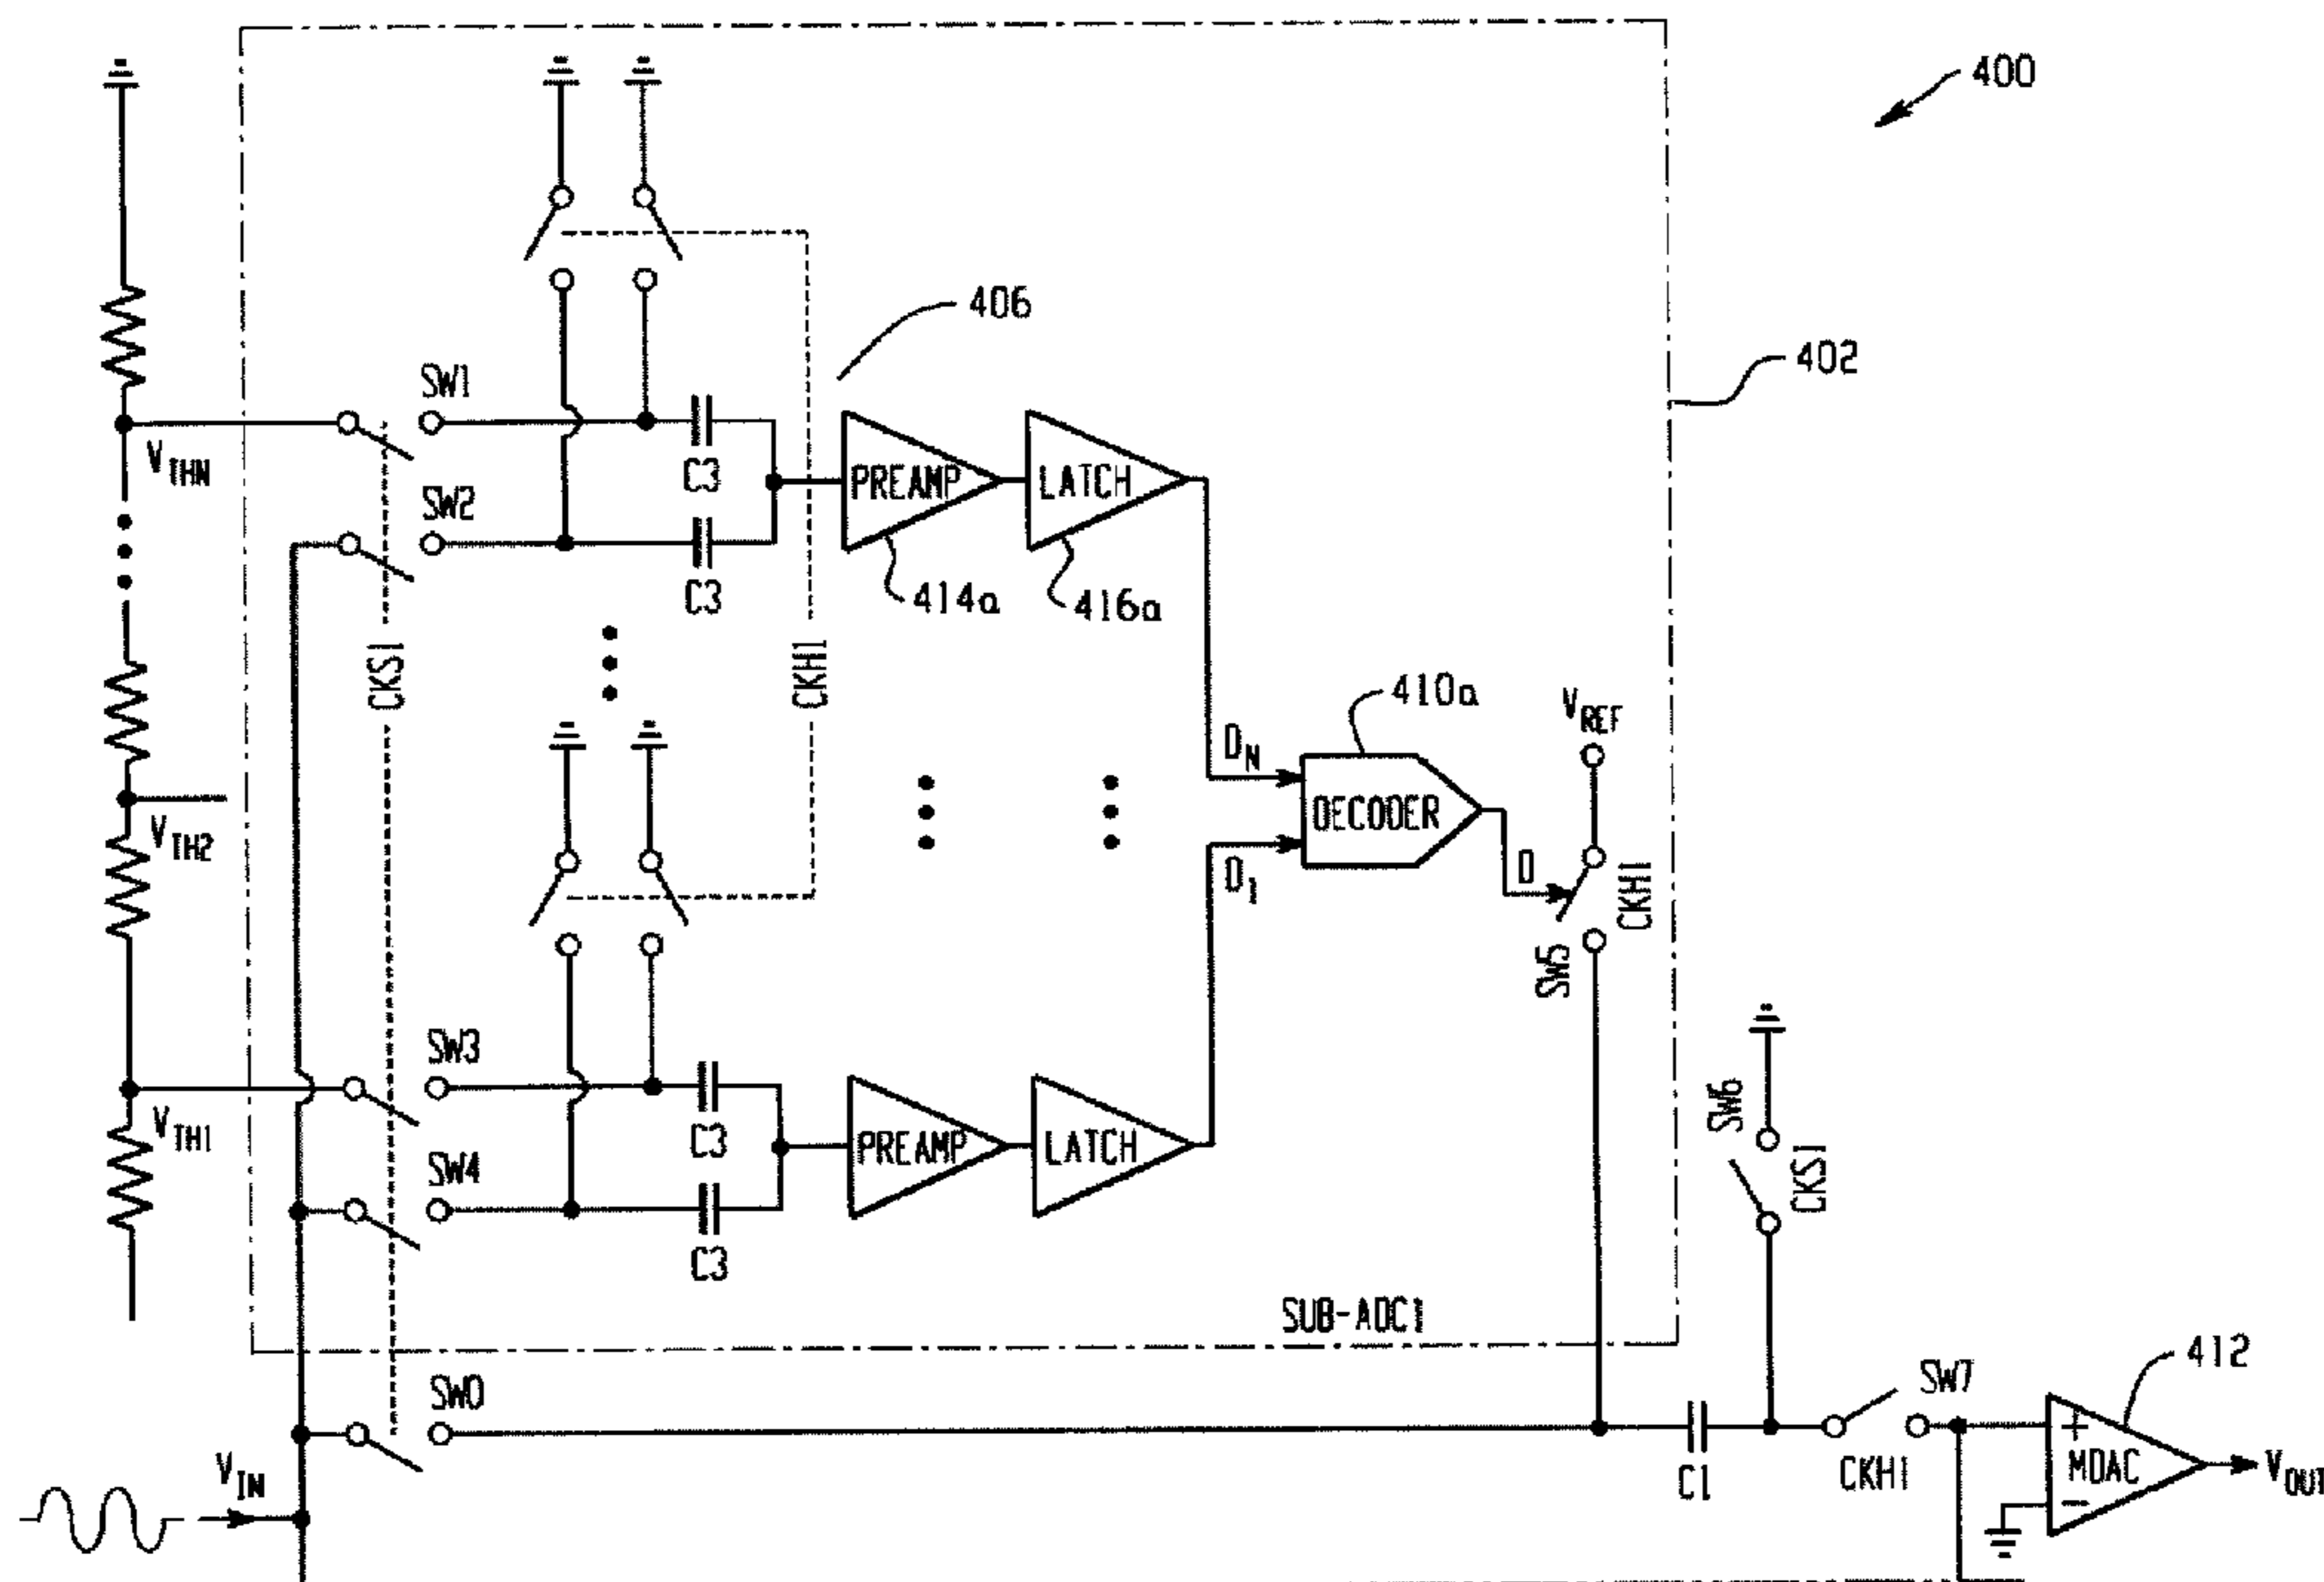 400
406
402
SW1
V_THN
C3
PREAMP
LATCH
SW2
C3
414a
416a
CKS1
CKH1
410a
V_REF
D_N
DECODER
V_TH2
D
CKH1
D_1
SW5
SW3
V_TH1
C3
PREAMP
LATCH
SW6
CKS1
SW4
C3
SUB-ADC1
412
SW0
SW7
V_IN
C1
CKH1
+
MDAC
−
V_OUT